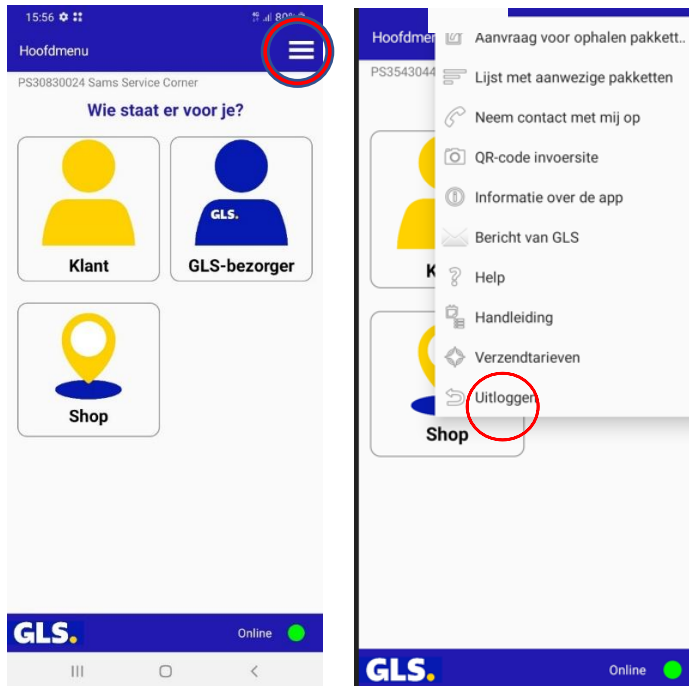 15:56
80%
Hoofdmenu
PS30830024 Sams Service Corner
Wie staat er voor je?
GLS.
Klant
GLS-bezorger
Shop
GLS.
Online
Hoofdmer
PS3543044
Aanvraag voor ophalen pakkett..
Lijst met aanwezige pakketten
Neem contact met mij op
QR-code invoersite
Informatie over de app
Bericht van GLS
K
Help
Handleiding
Verzendtarieven
Uitloggen
Shop
GLS.
Online